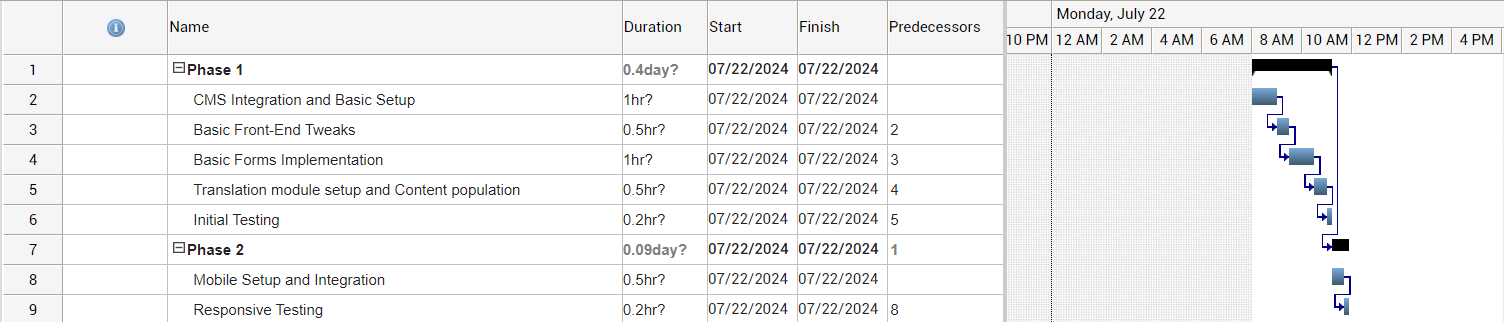 Monday, July 22
Name Duration Start Finish Predecessors 10 PM 12 AM 2 AM 4 AM 6 AM 8 AM 10 AM 12 PM 2 PM 4 PM
1 Phase 1 0.4day? 07/22/2024 07/22/2024
2 CMS Integration and Basic Setup 1hr? 07/22/2024 07/22/2024
3 Basic Front-End Tweaks 0.5hr? 07/22/2024 07/22/2024 2
4 Basic Forms Implementation 1hr? 07/22/2024 07/22/2024 3
5 Translation module setup and Content population 0.5hr? 07/22/2024 07/22/2024 4
6 Initial Testing 0.2hr? 07/22/2024 07/22/2024 5
7 Phase 2 0.09day? 07/22/2024 07/22/2024 1
8 Mobile Setup and Integration 0.5hr? 07/22/2024 07/22/2024
9 Responsive Testing 0.2hr? 07/22/2024 07/22/2024 8